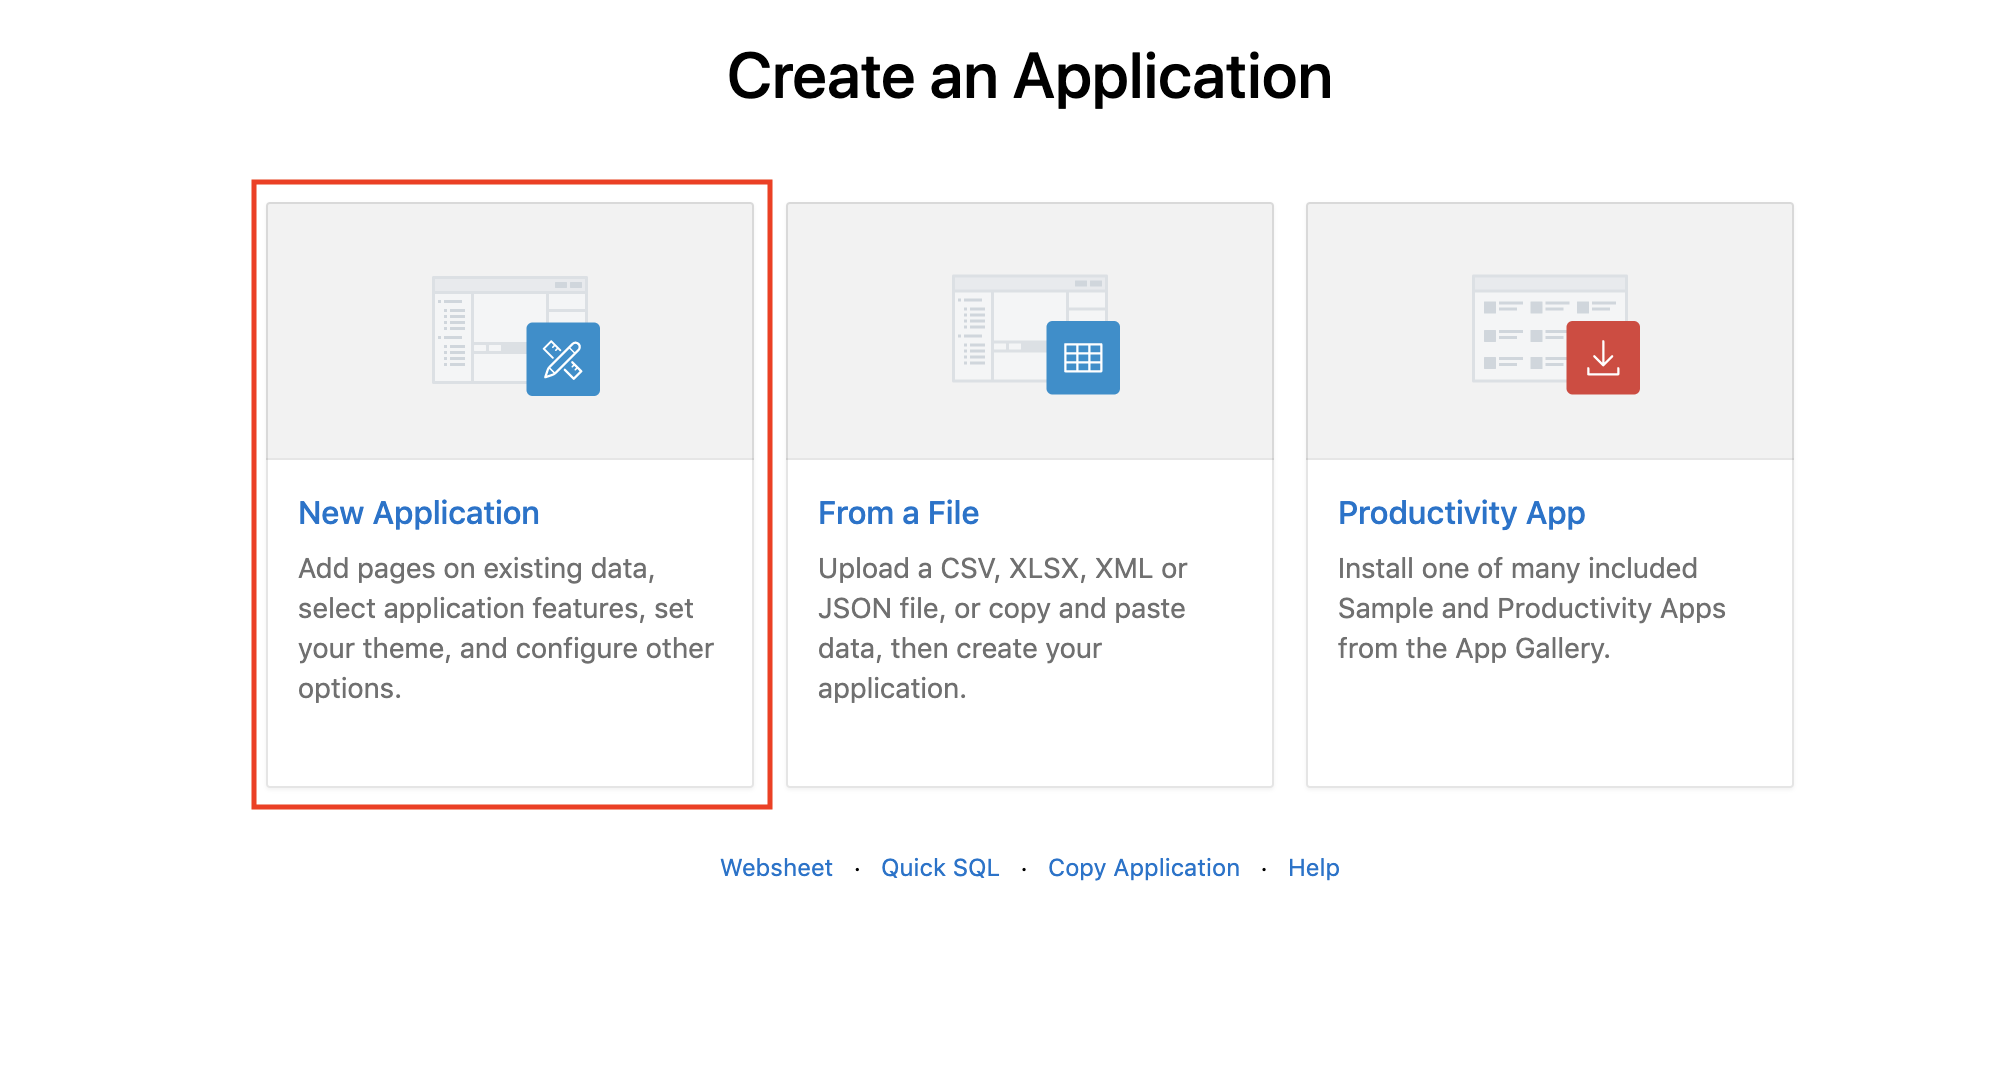 Create an Application
New Application
Add pages on existing data,
select application features, set
your theme, and configure other
options.
From a File
Upload a CSV, XLSX, XML or
JSON file, or copy and paste
data, then create your
application.
Productivity App
Install one of many included
Sample and Productivity Apps
from the App Gallery.
Websheet · Quick SQL · Copy Application · Help